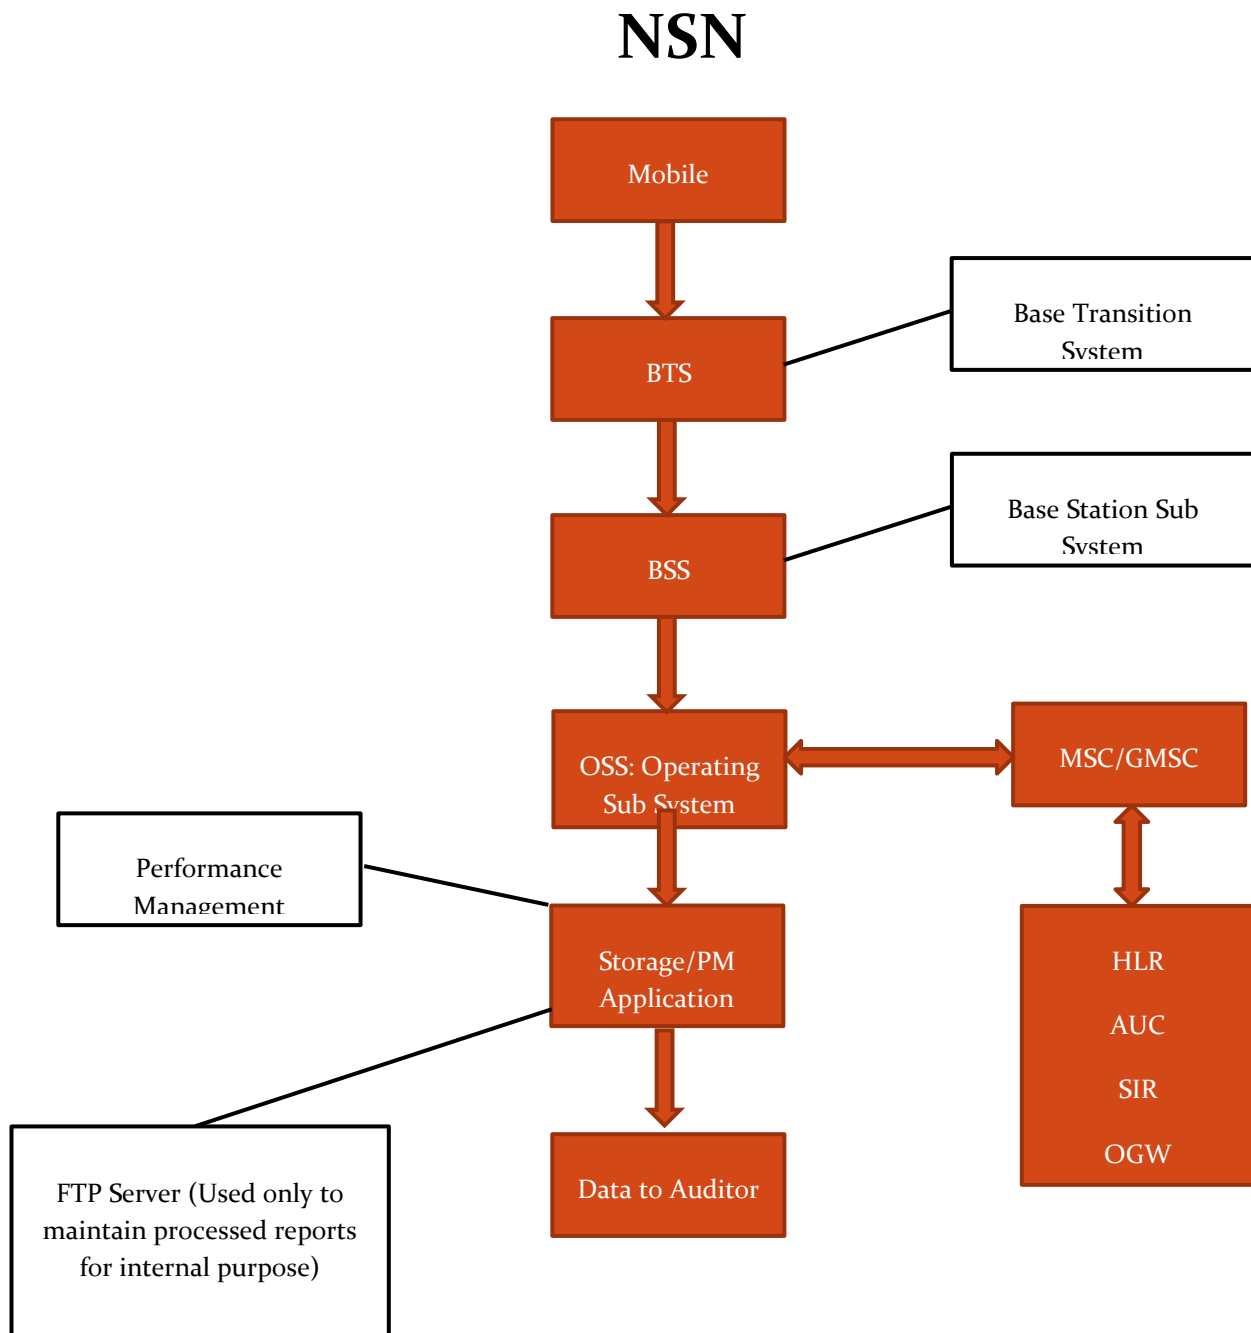 NSN
Mobile
Base Transition
System
BTS
Base Station Sub
System
BSS
OSS: Operating
Sub System
MSC/GMSC
Performance
Management
Storage/PM
Application
HLR
AUC
SIR
OGW
Data to Auditor
FTP Server (Used only to
maintain processed reports
for internal purpose)